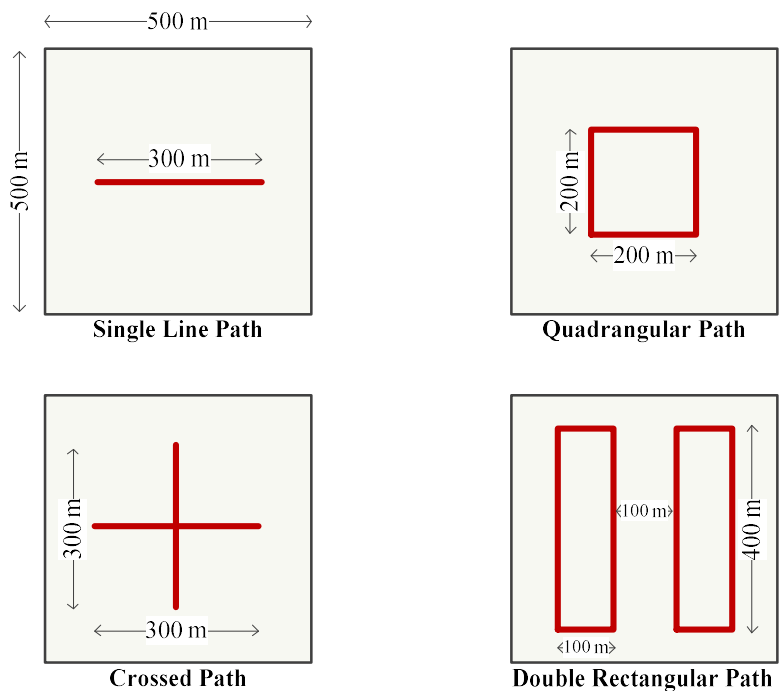 500 m
500 m
300 m
Single Line Path
200 m
200 m
Quadrangular Path
300 m
300 m
Crossed Path
100 m
400 m
100 m
Double Rectangular Path